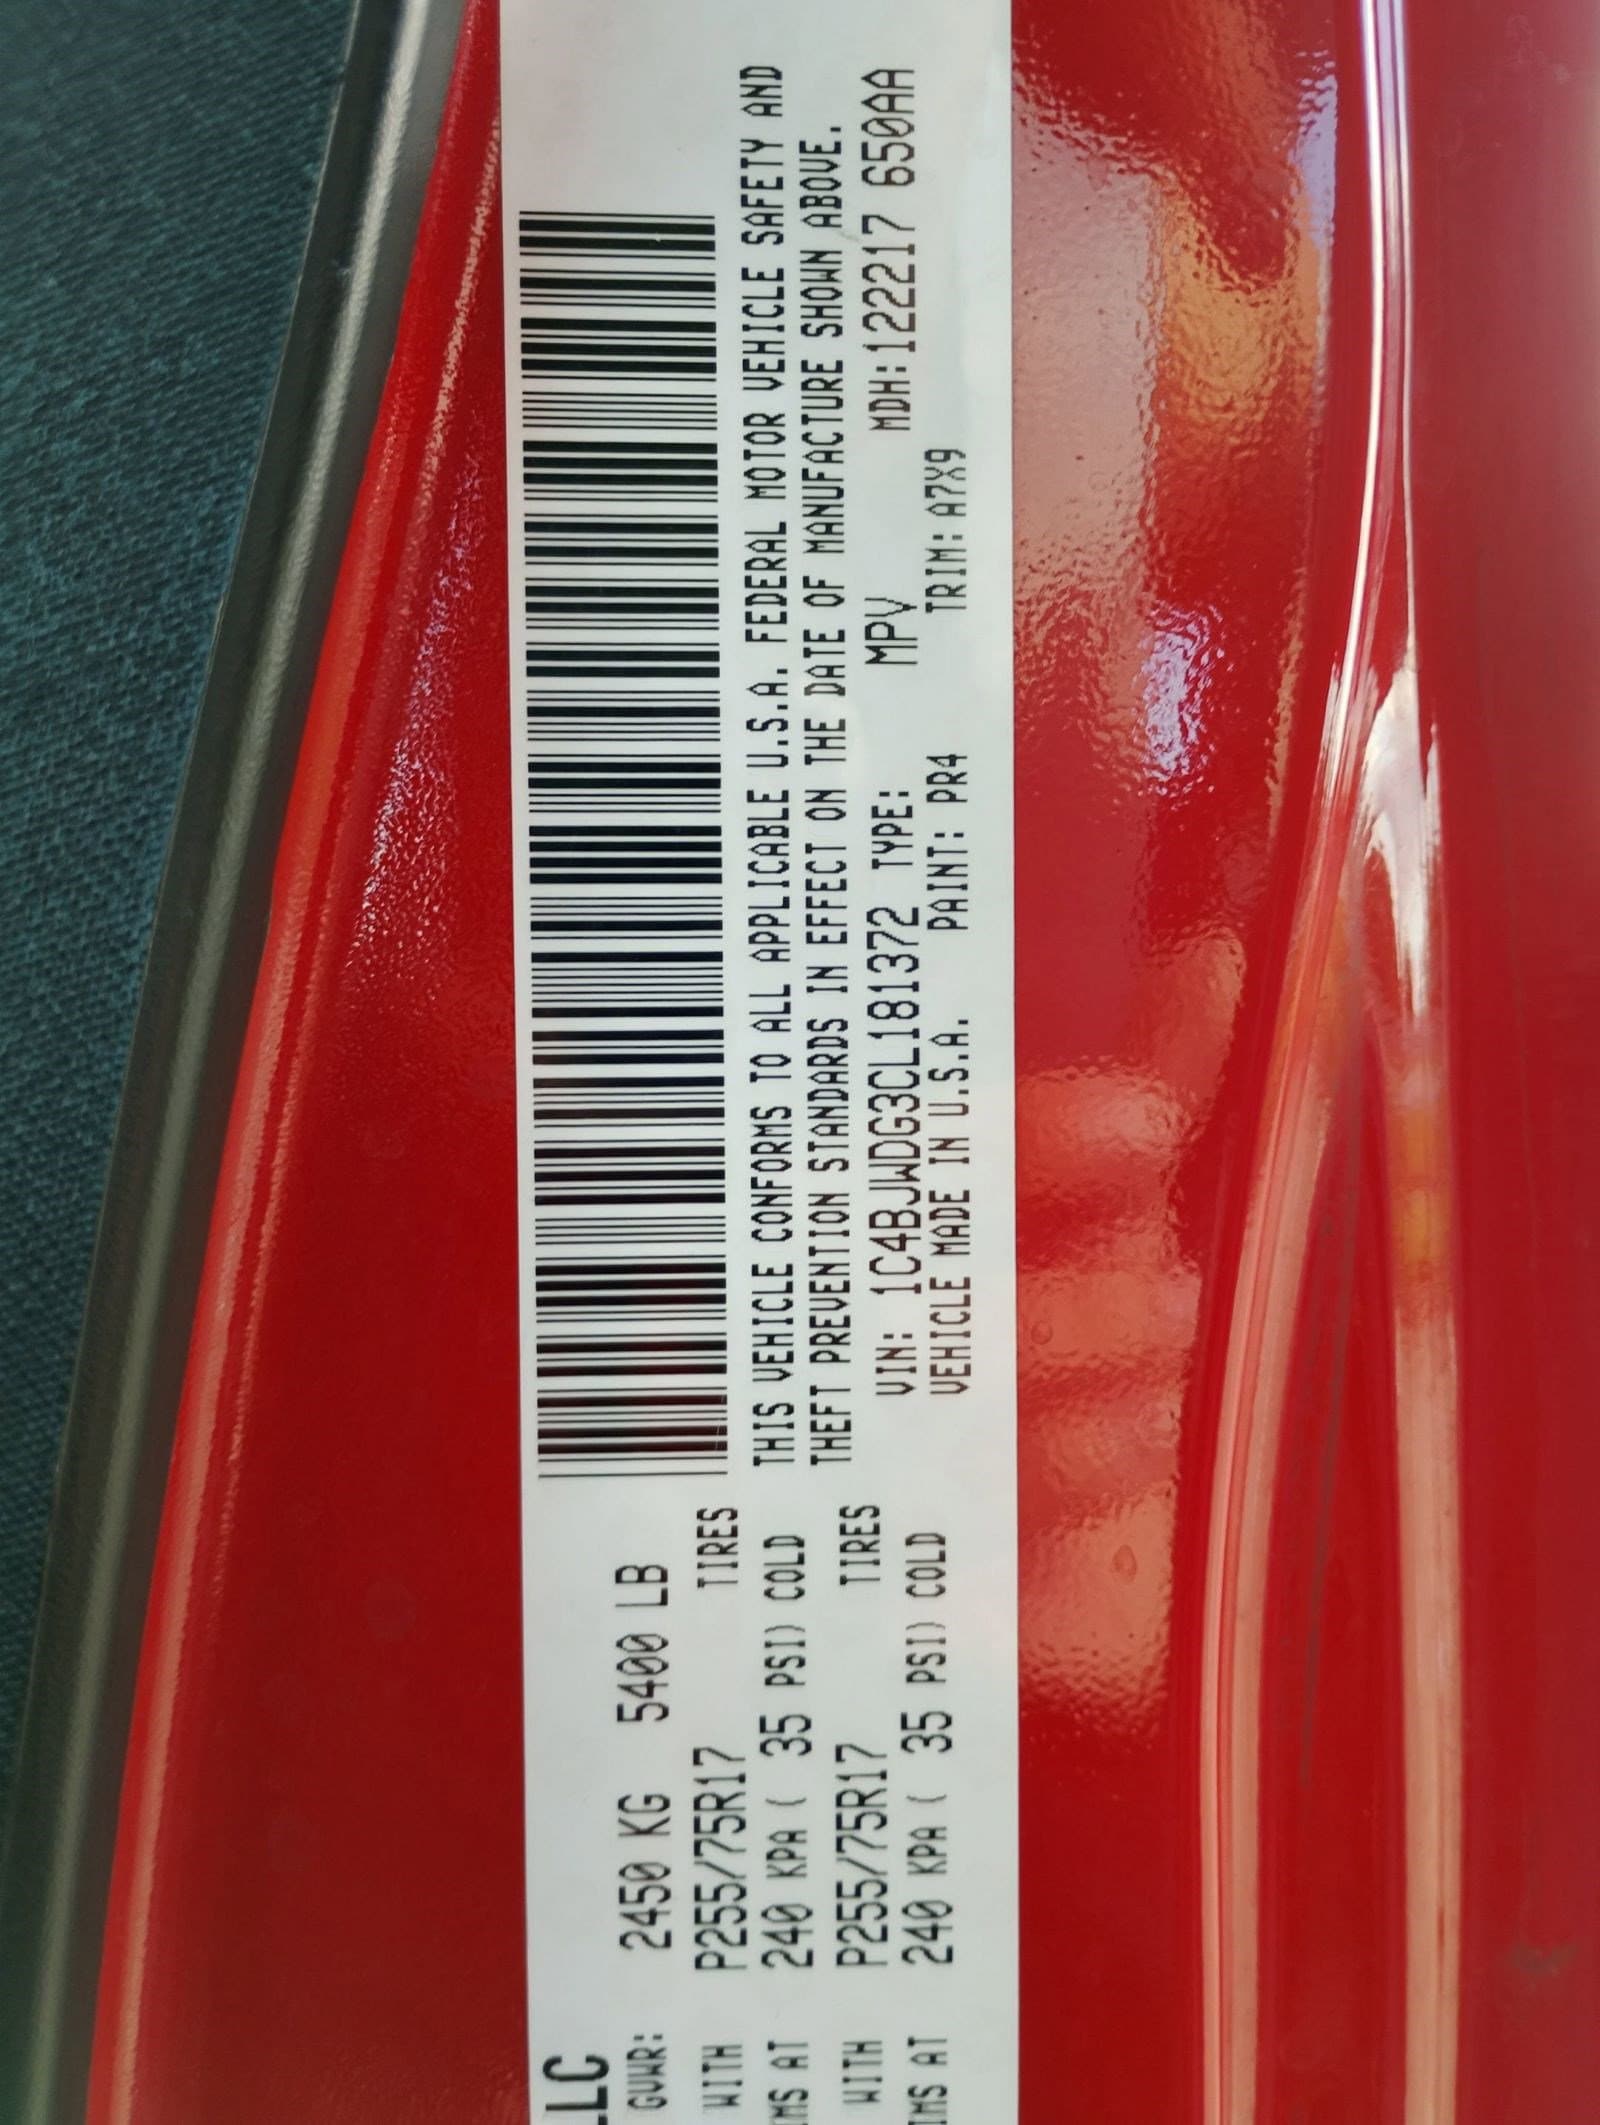 LLC
GVWR: 2450 KG 5400 LB
WITH P255/75R17 TIRES
IMS AT 240 KPA ( 35 PSI) COLD
WITH P255/75R17 TIRES
IMS AT 240 KPA ( 35 PSI) COLD
THIS VEHICLE CONFORMS TO ALL APPLICABLE U.S.A. FEDERAL MOTOR VEHICLE SAFETY AND
THEFT PREVENTION STANDARDS IN EFFECT ON THE DATE OF MANUFACTURE SHOWN ABOVE.
VIN: 1C4BJWDG3CL181372 TYPE: MPV MDH:122217 650AA
VEHICLE MADE IN U.S.A. PAINT: PR4 TRIM: A7X9